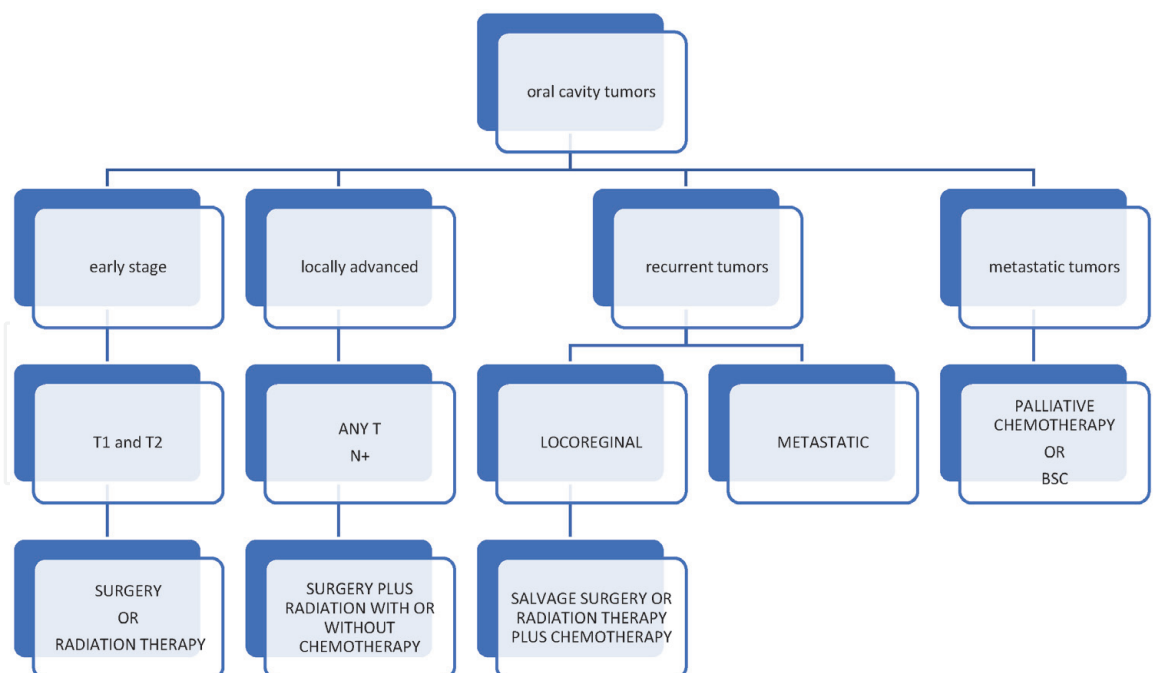 oral cavity tumors
early stage
locally advanced
recurrent tumors
metastatic tumors
T1 and T2
ANY T
N+
LOCOREGINAL
METASTATIC
PALLIATIVE
CHEMOTHERAPY
OR
BSC
SURGERY
OR
RADIATION THERAPY
SURGERY PLUS
RADIATION WITH OR
WITHOUT
CHEMOTHERAPY
SALVAGE SURGERY OR
RADIATION THERAPY
PLUS CHEMOTHERAPY